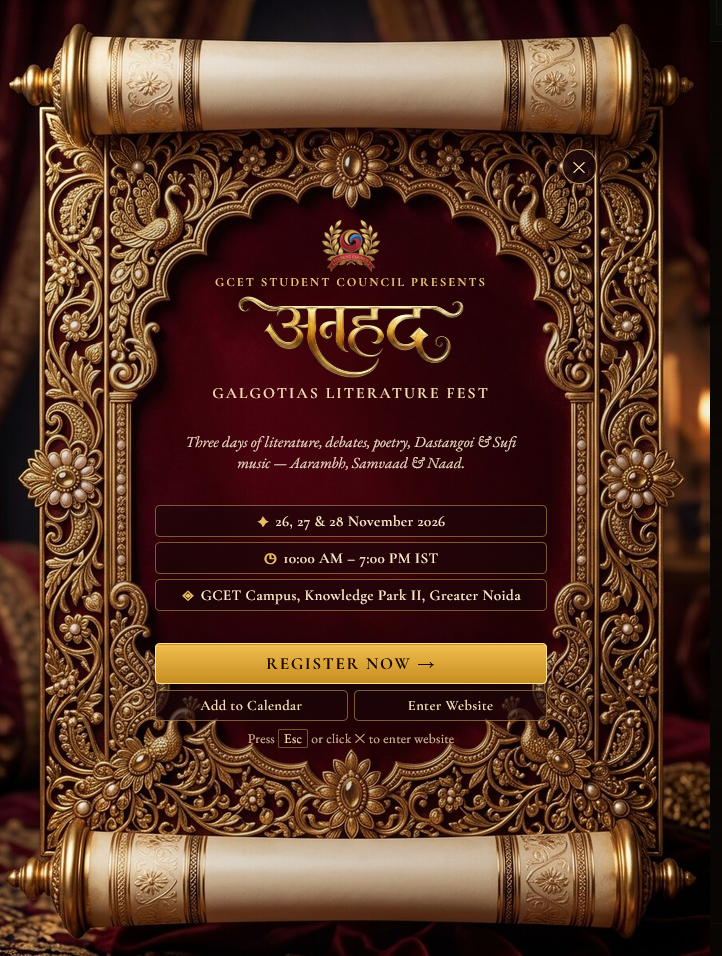 GCET STUDENT COUNCIL PRESENTS
अनहद
GALGOTIAS LITERATURE FEST
Three days of literature, debates, poetry, Dastangoi & Sufi
music — Aarambh, Samvaad & Naad.
26, 27 & 28 November 2026
10:00 AM – 7:00 PM IST
GCET Campus, Knowledge Park II, Greater Noida
REGISTER NOW →
Add to Calendar
Enter Website
Press Esc or click × to enter website